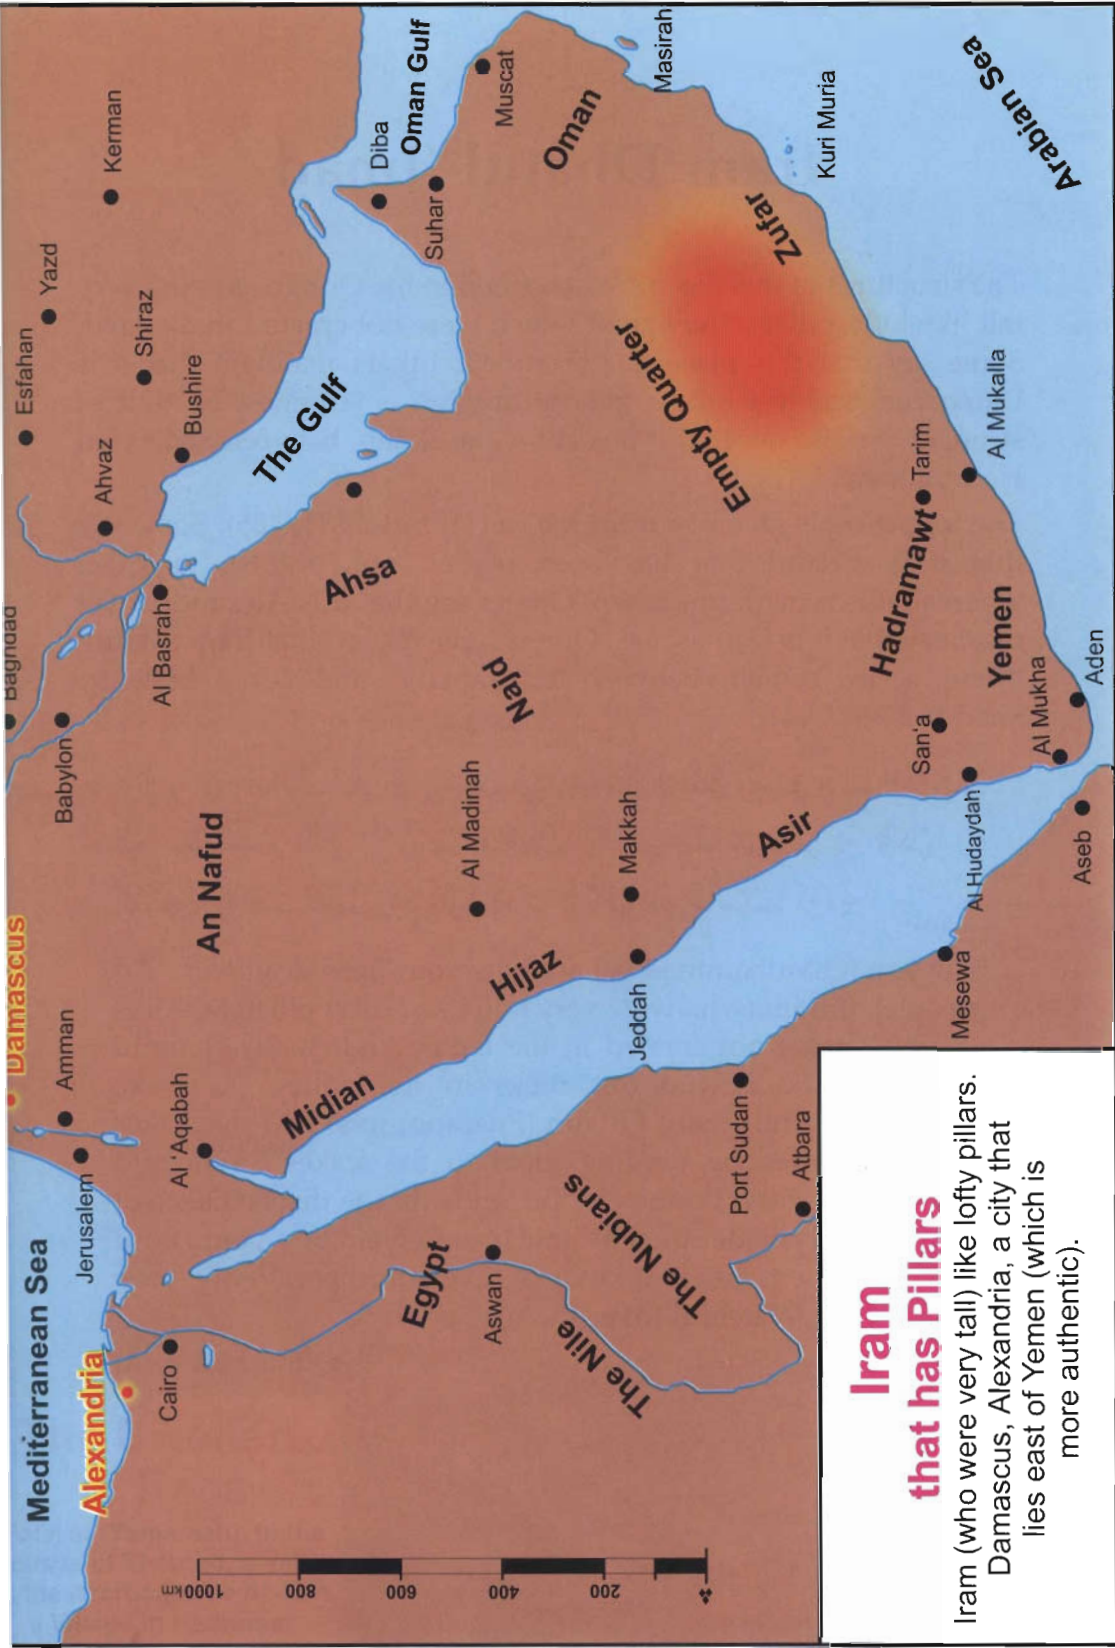 Mediterranean Sea
Alexandria
Damascus
Baghdad
Esfahan
Yazd
Kerman
Jerusalem
Amman
Babylon
Ahvaz
Shiraz
Cairo
Al 'Aqabah
An Nafud
Al Basrah
Bushire
The Gulf
Midian
Ahsa
Diba
Oman Gulf
Suhar
Muscat
Egypt
Aswan
Hijaz
Al Madinah
Najd
Oman
The Nile
The Nubians
Jeddah
Makkah
Empty Quarter
Masirah
Port Sudan
Asir
Zufar
Kuri Muria
Atbara
Mesewa
Al Hudaydah
San'a
Hadramawt
Tarim
Yemen
Al Mukalla
Al Mukha
Aseb
Aden
Arabian Sea
1000km
800
600
400
200
Iram
that has Pillars
Iram (who were very tall) like lofty pillars.
Damascus, Alexandria, a city that
lies east of Yemen (which is
more authentic).